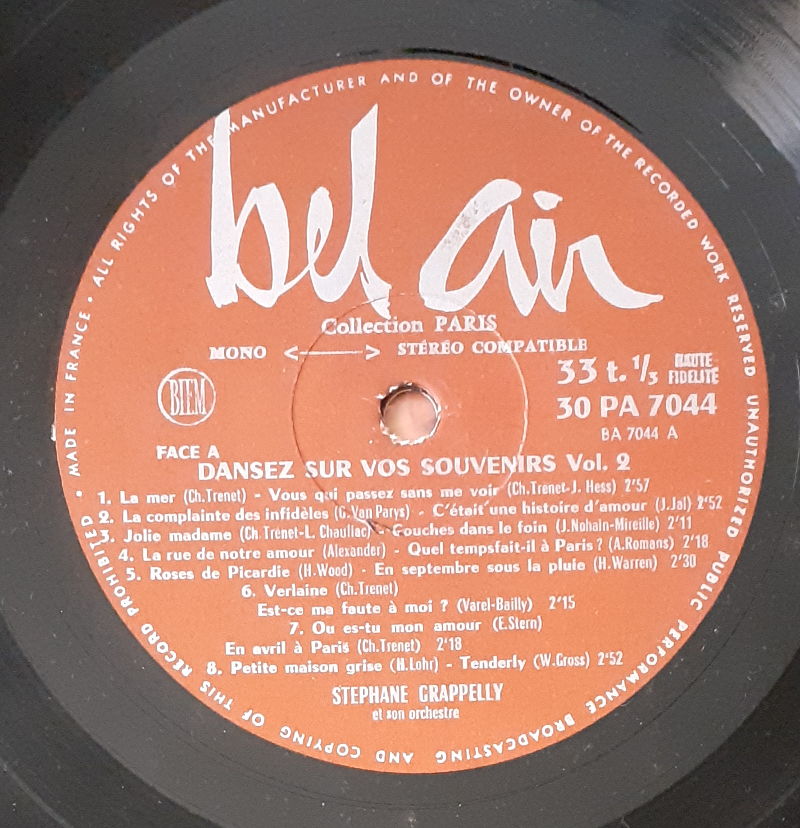 MADE IN FRANCE • ALL RIGHTS OF THE MANUFACTURER AND OF THE OWNER OF THE RECORDED WORK RESERVED UNAUTHORIZED PUBLIC PERFORMANCE BROADCASTING AND COPYING OF THIS RECORD PROHIBITED •
bel air
Collection PARIS
MONO <———> STÉRÉO COMPATIBLE
33 t. 1/3 HAUTE FIDELITE
BIEM
30 PA 7044
BA 7044 A
FACE A
DANSEZ SUR VOS SOUVENIRS Vol. 2
1. La mer (Ch.Trenet) - Vous qui passez sans me voir (Ch.Trenet-J. Hess) 2'57
2. La complainte des infidèles (G.Van Parys) - C'était une histoire d'amour (J.Jal) 2'52
3. Jolie madame (Ch.Trenet-L. Chauliac) - Couches dans le foin (J.Nohain-Mireille) 2'11
4. La rue de notre amour (Alexander) - Quel tempsfait-il à Paris ? (A.Romans) 2'18
5. Roses de Picardie (H.Wood) - En septembre sous la pluie (H.Warren) 2'30
6. Verlaine (Ch.Trenet)
Est-ce ma faute à moi ? (Varel-Bailly) 2'15
7. Ou es-tu mon amour (E.Stern)
En avril à Paris (Ch.Trenet) 2'18
8. Petite maison grise (H.Lohr) - Tenderly (W.Gross) 2'52
STEPHANE GRAPPELLY
et son orchestre